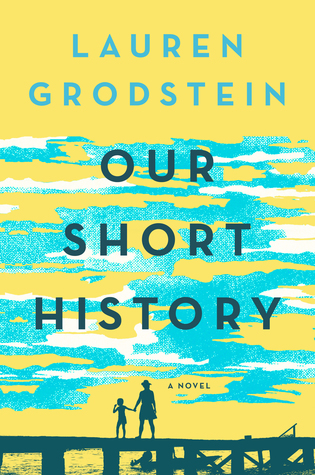 LAUREN
GRODSTEIN
OUR
SHORT
HISTORY
A NOVEL